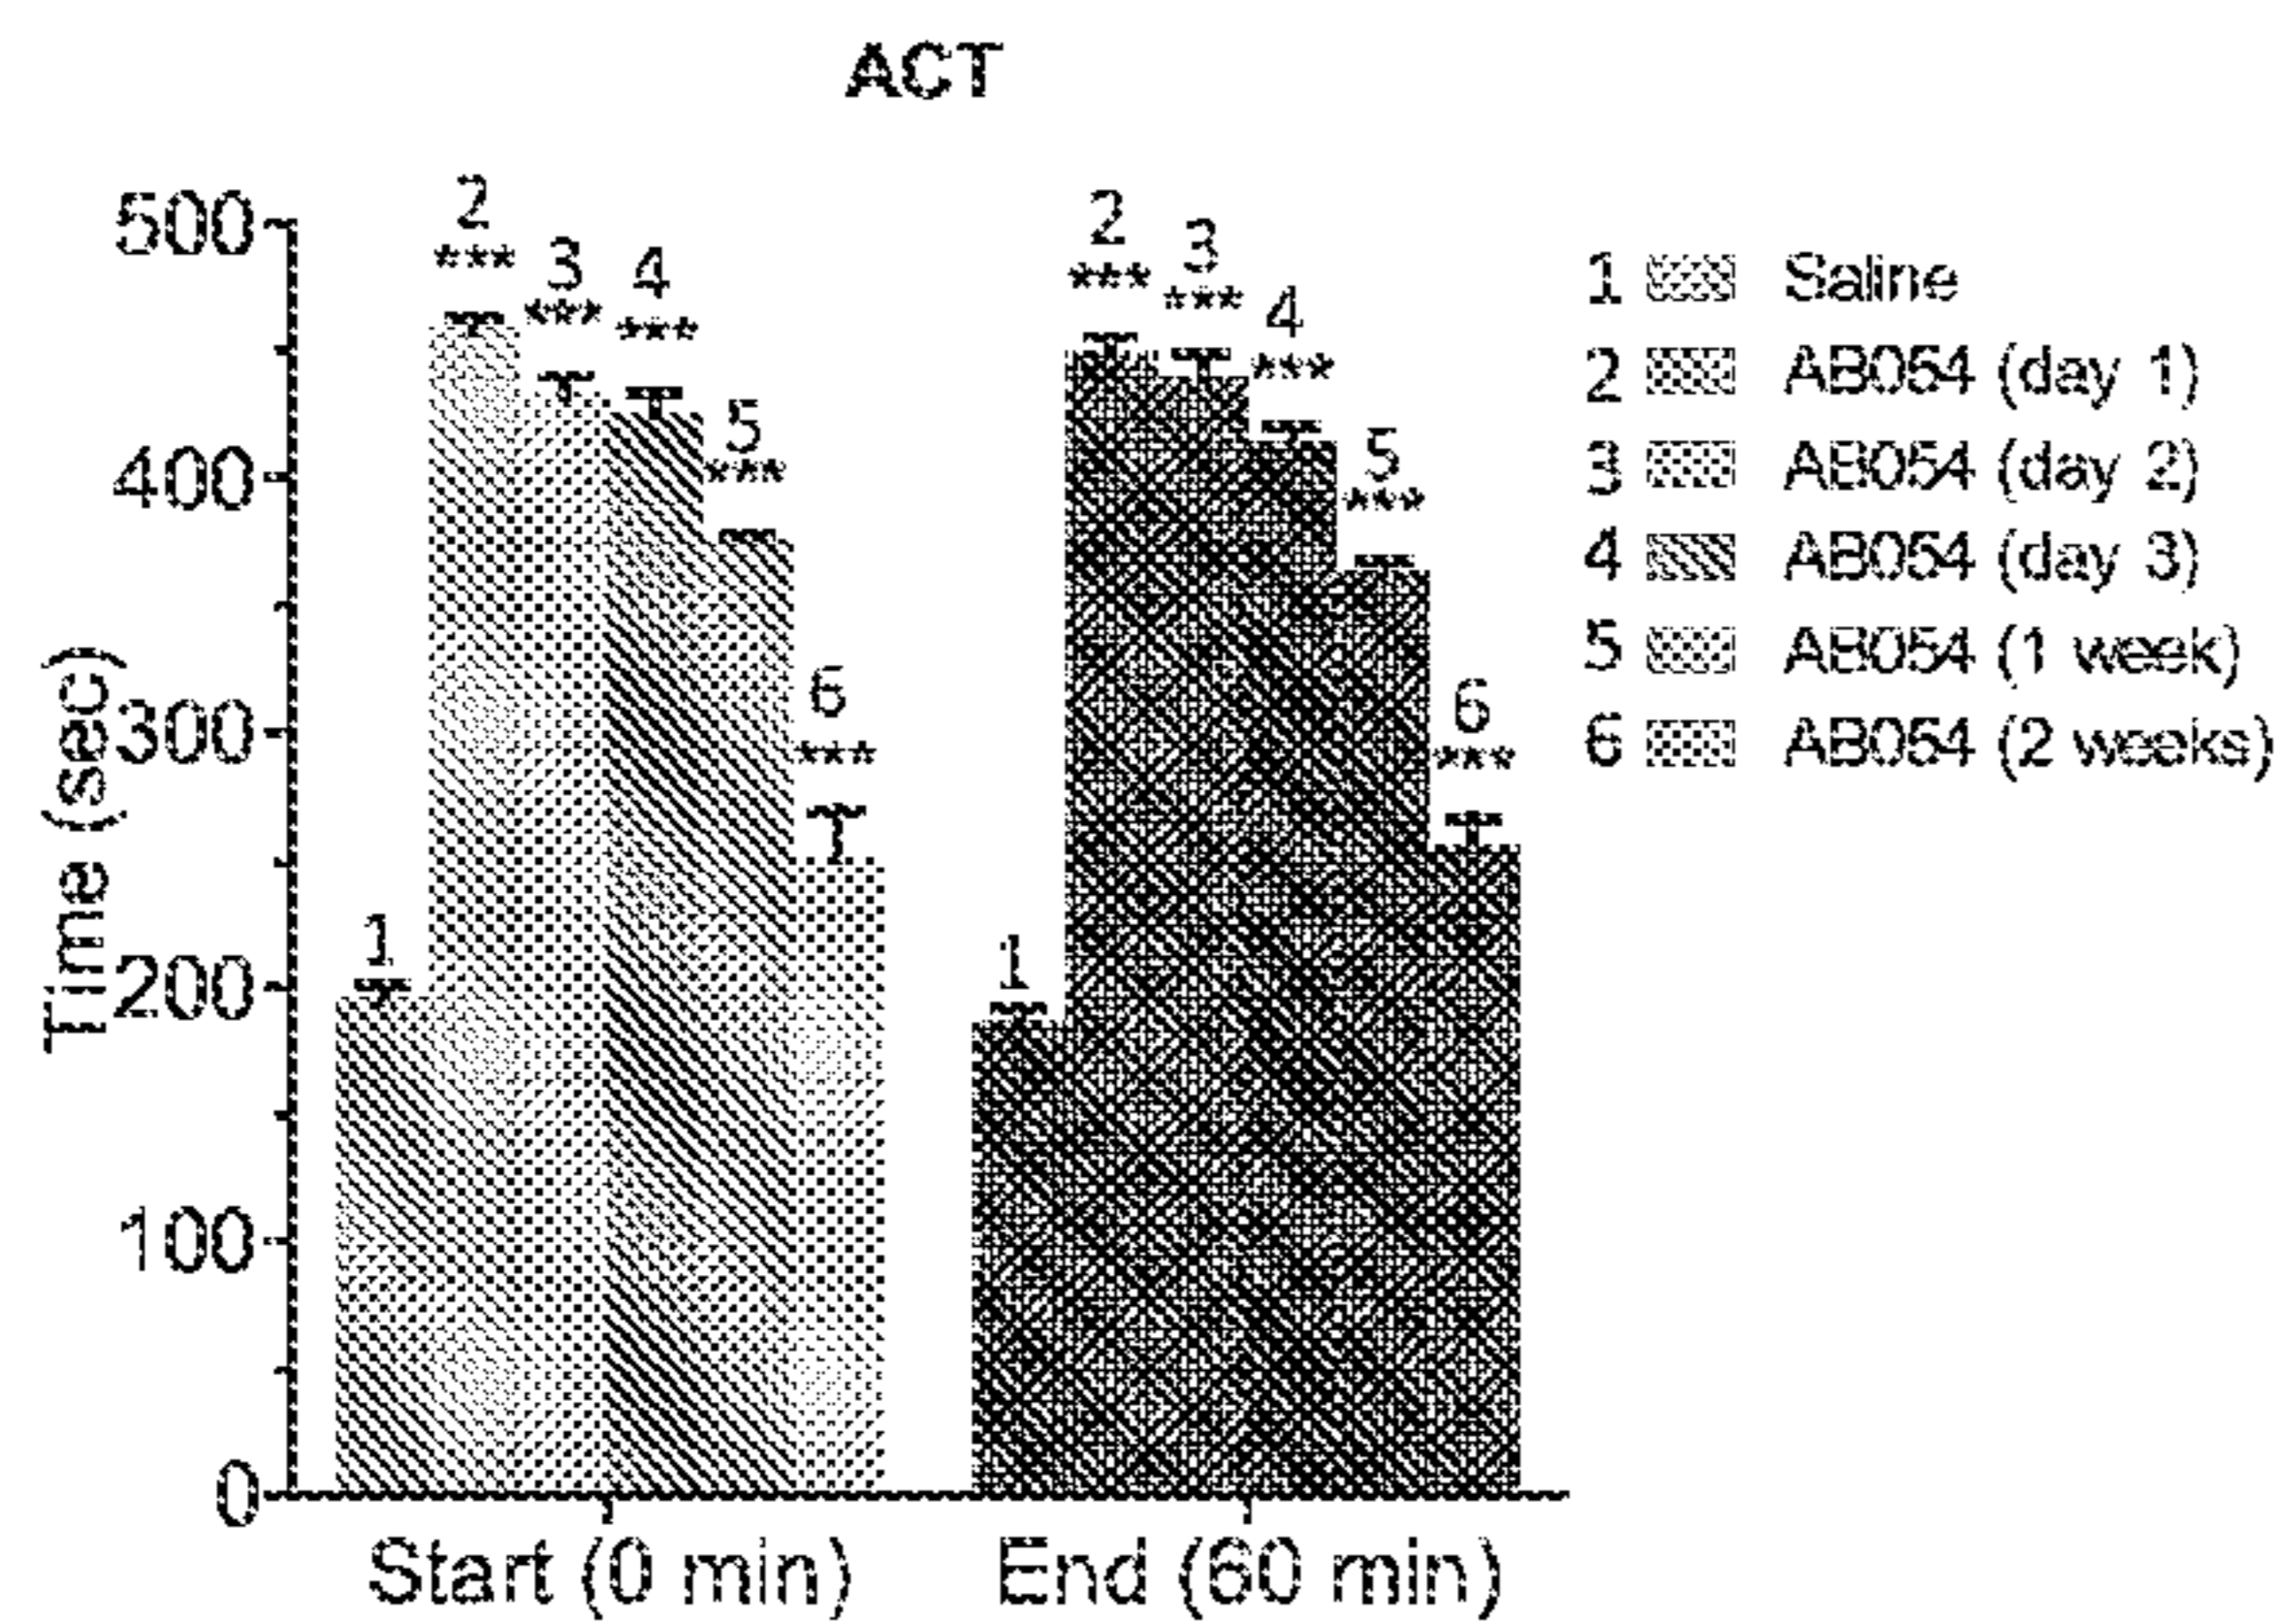 ACT
Time (sec)
500
400
300
200
100
0
1
2
***
3
***
4
***
5
***
6
***
1
2
***
3
***
4
***
5
***
6
***
Start (0 min)
End (60 min)
1 Saline
2 AB054 (day 1)
3 AB054 (day 2)
4 AB054 (day 3)
5 AB054 (1 week)
6 AB054 (2 weeks)